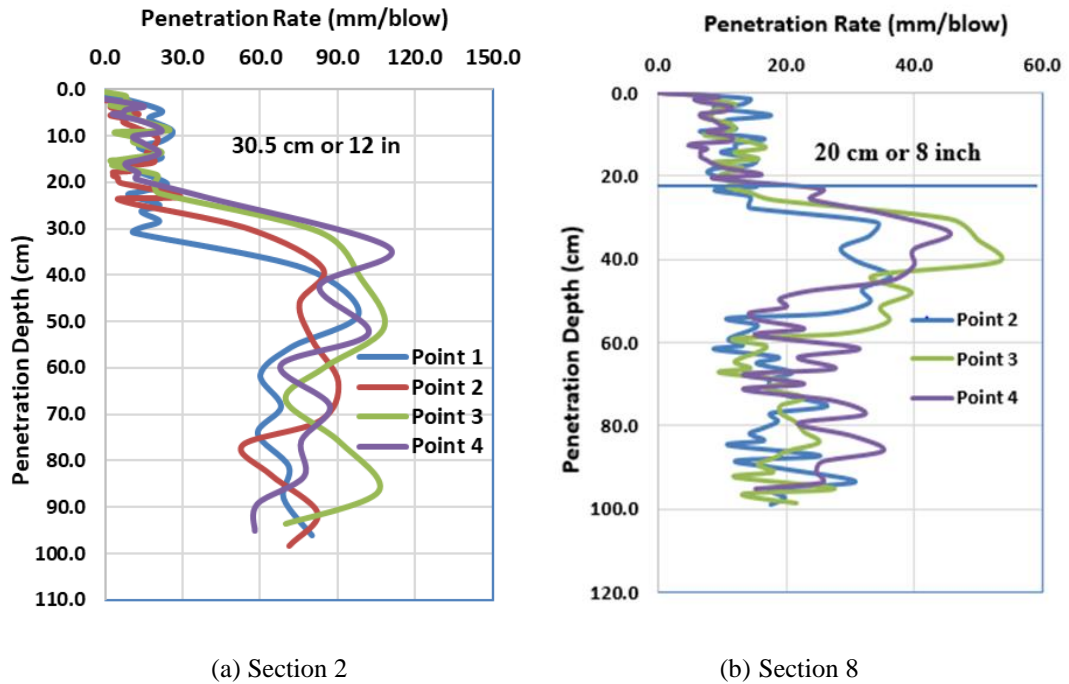 Penetration Rate (mm/blow)
0.0 30.0 60.0 90.0 120.0 150.0
0.0
10.0
20.0
30.0
40.0
50.0
60.0
70.0
80.0
90.0
100.0
110.0
Penetration Depth (cm)
30.5 cm or 12 in
Point 1
Point 2
Point 3
Point 4
(a) Section 2
Penetration Rate (mm/blow)
0.0 20.0 40.0 60.0
0.0
20.0
40.0
60.0
80.0
100.0
120.0
Penetration Depth (cm)
20 cm or 8 inch
Point 2
Point 3
Point 4
(b) Section 8